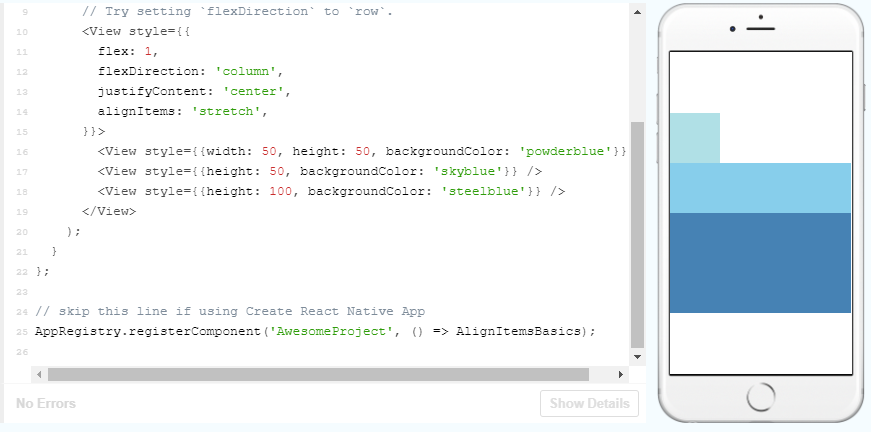 9 // Try setting `flexDirection` to `row`.
10 <View style={{
11 flex: 1,
12 flexDirection: 'column',
13 justifyContent: 'center',
14 alignItems: 'stretch',
15 }}>
16 <View style={{width: 50, height: 50, backgroundColor: 'powderblue'}}
17 <View style={{height: 50, backgroundColor: 'skyblue'}} />
18 <View style={{height: 100, backgroundColor: 'steelblue'}} />
19 </View>
20 );
21 }
22 };
23
24 // skip this line if using Create React Native App
25 AppRegistry.registerComponent('AwesomeProject', () => AlignItemsBasics);
26
No Errors
Show Details